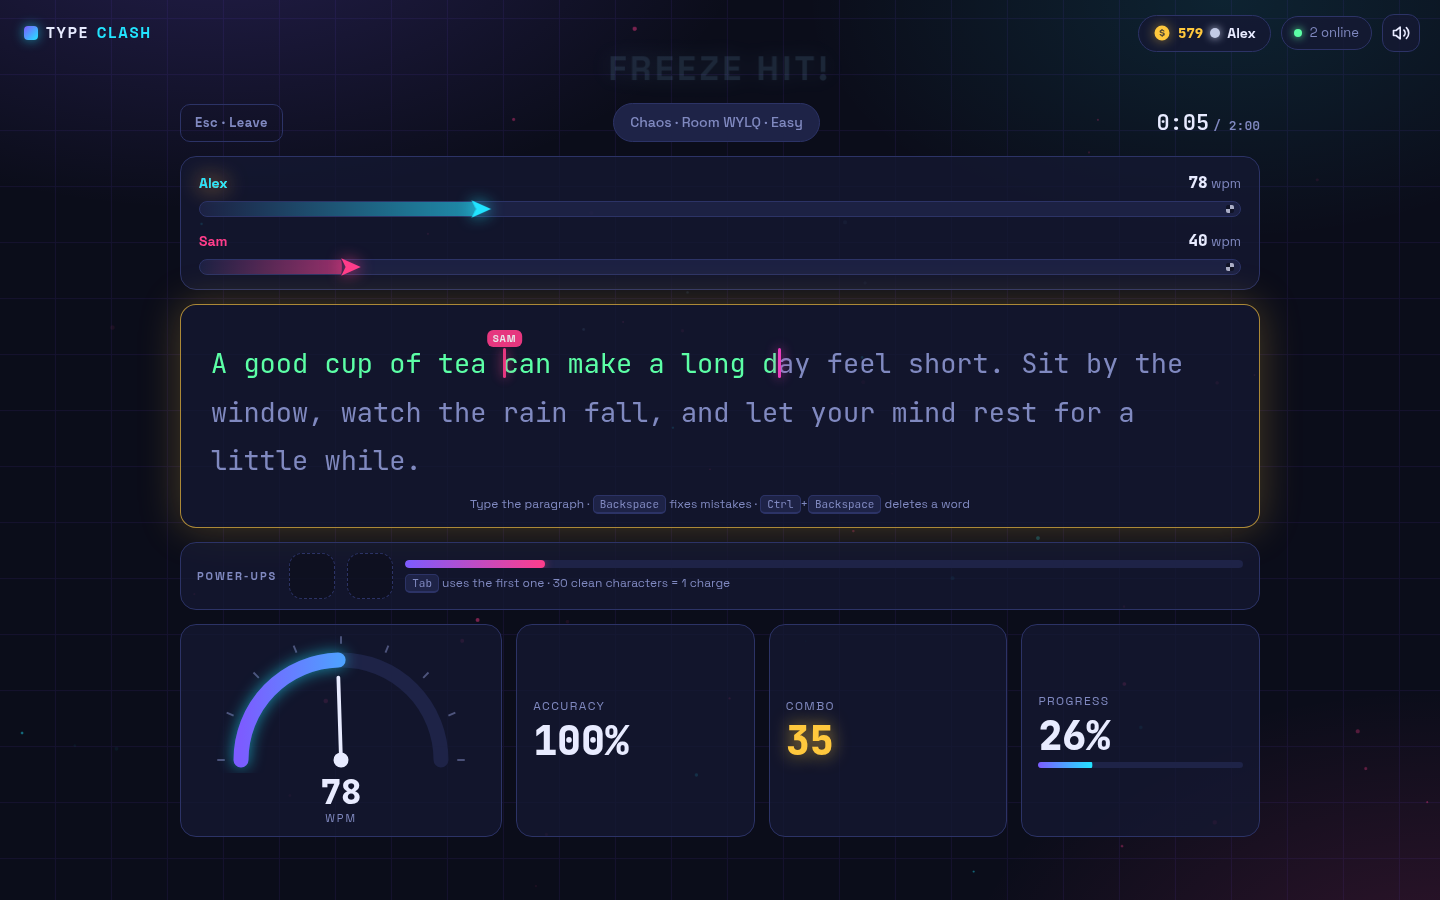 TYPE CLASH
$ 579 Alex
2 online
FREEZE HIT!
Esc · Leave
Chaos · Room WYLQ · Easy
0:05 / 2:00
Alex
78 wpm
Sam
40 wpm
SAM
A good cup of tea can make a long day feel short. Sit by the
window, watch the rain fall, and let your mind rest for a
little while.
Type the paragraph · Backspace fixes mistakes · Ctrl+Backspace deletes a word
POWER-UPS
Tab uses the first one · 30 clean characters = 1 charge
78
WPM
ACCURACY
100%
COMBO
35
PROGRESS
26%